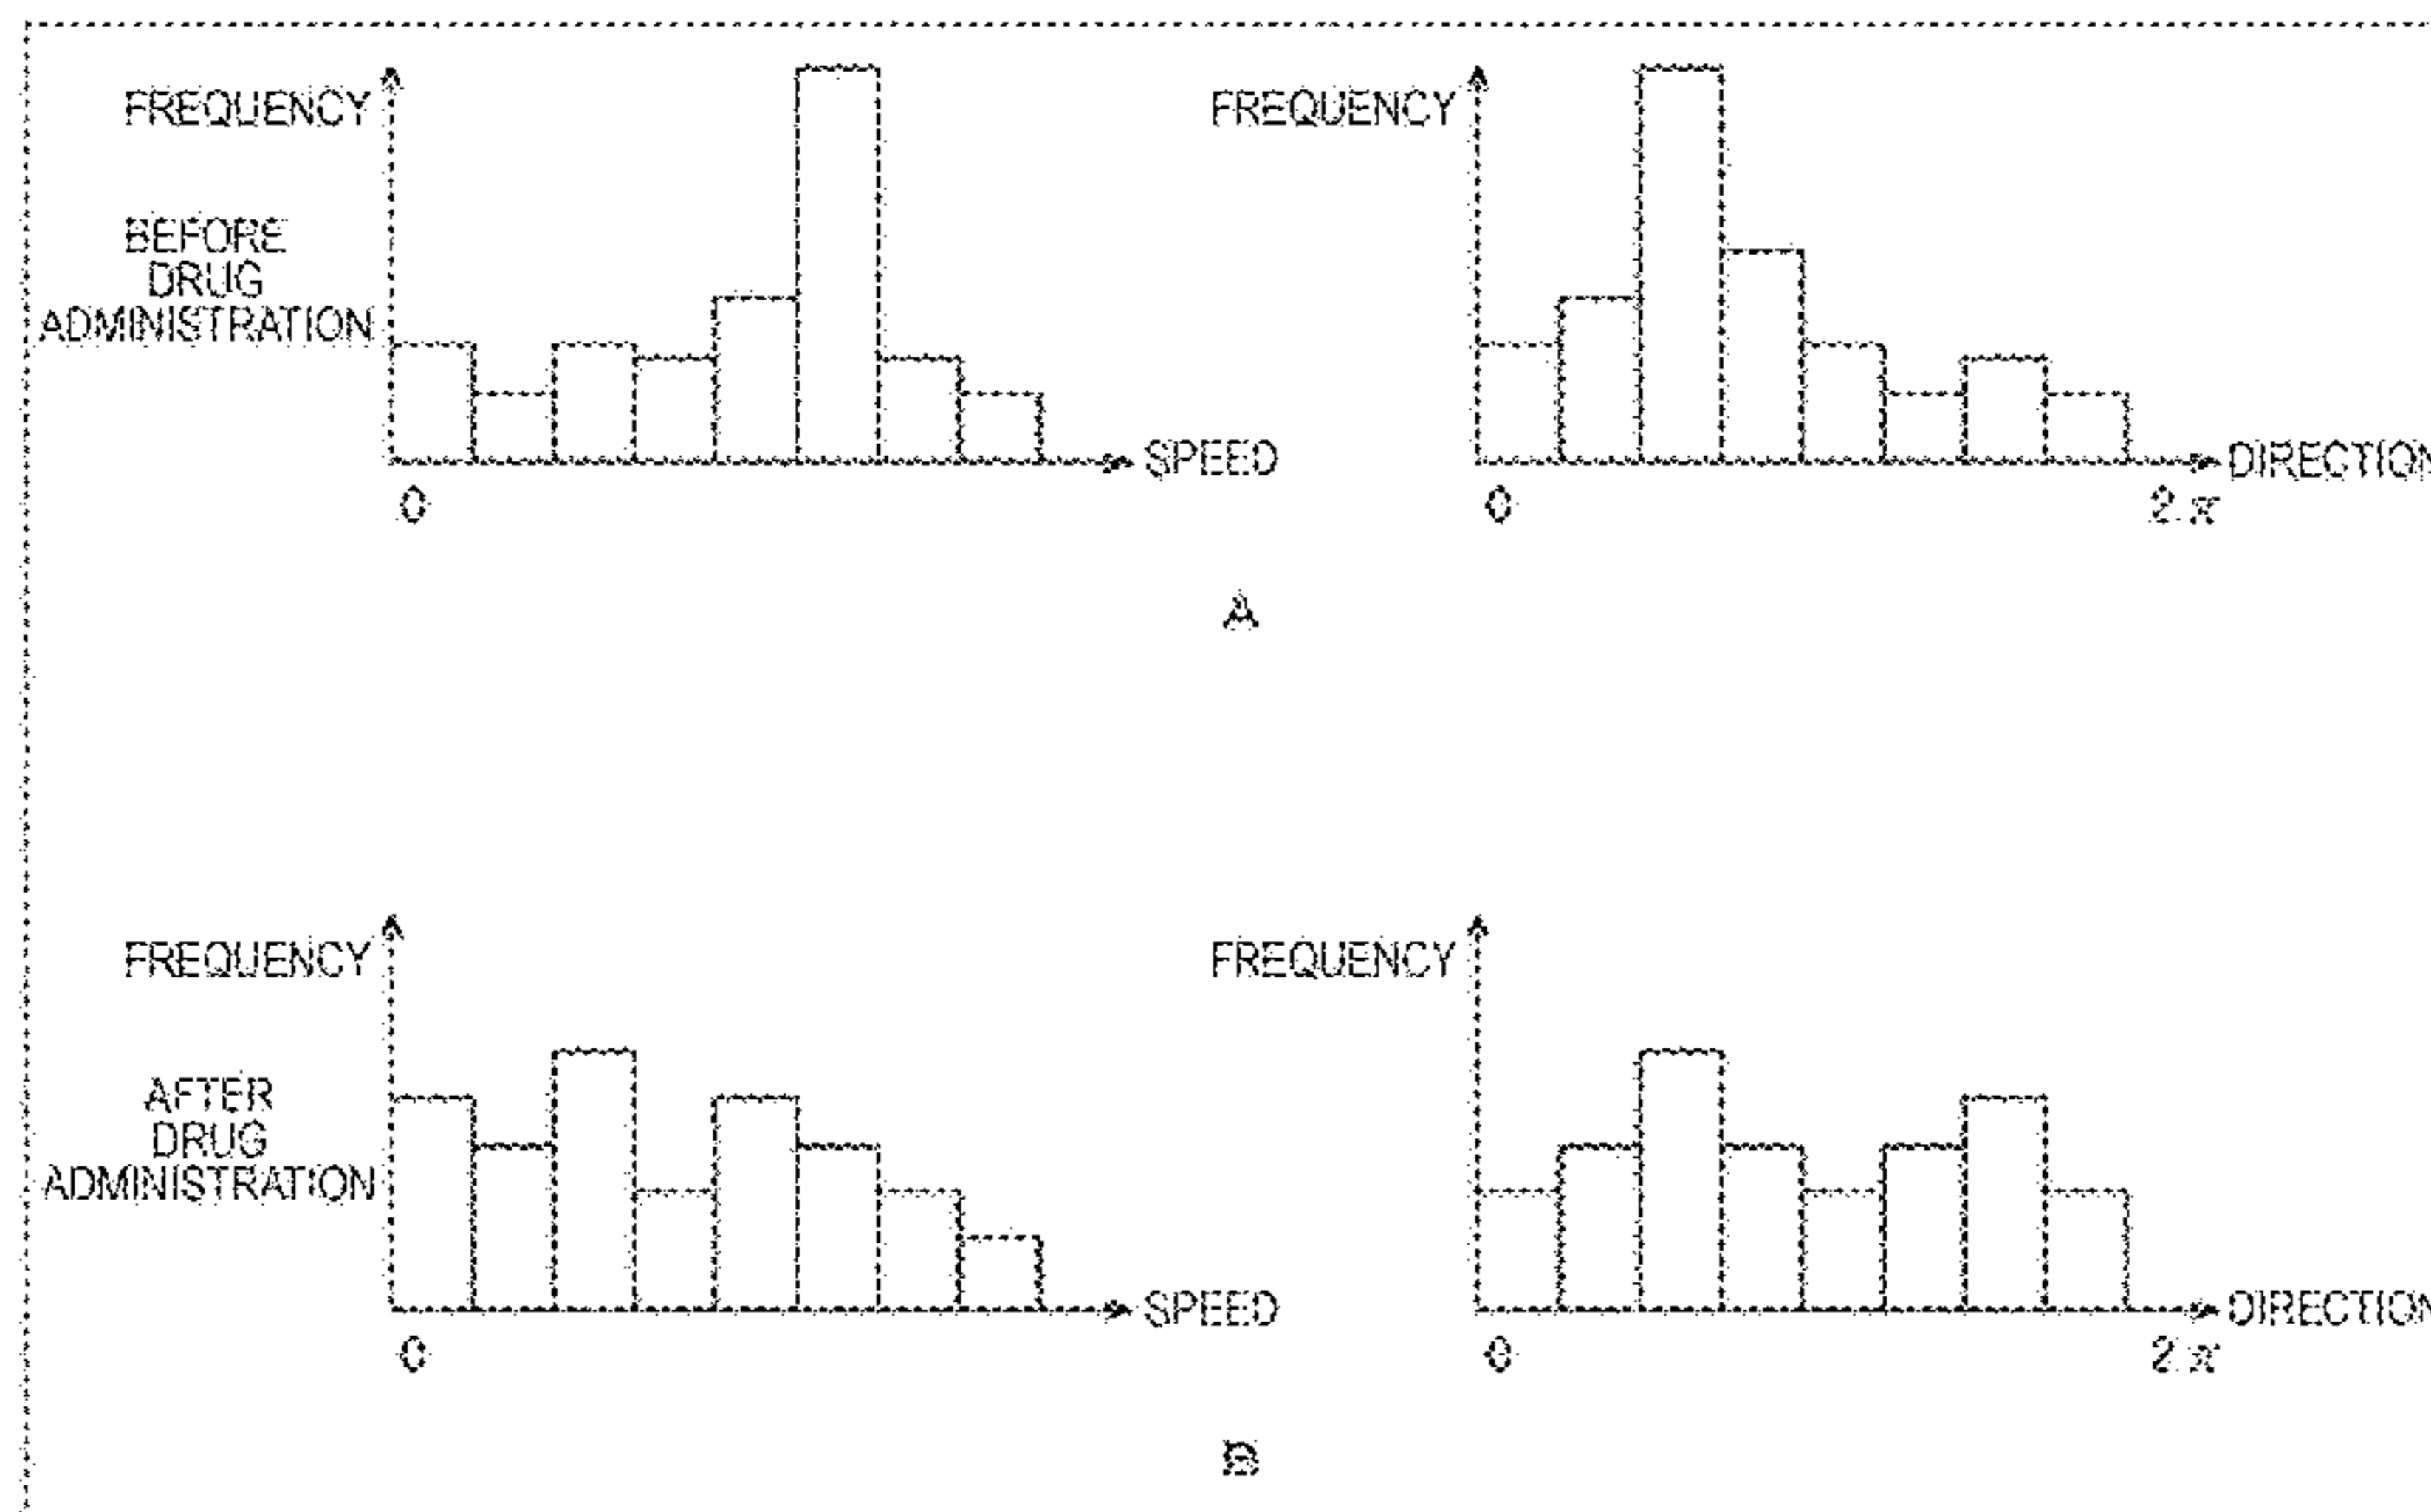 FREQUENCY
BEFORE
DRUG
ADMINISTRATION
SPEED
0
FREQUENCY
DIRECTION
0
2π
A
FREQUENCY
AFTER
DRUG
ADMINISTRATION
SPEED
0
FREQUENCY
DIRECTION
0
2π
B